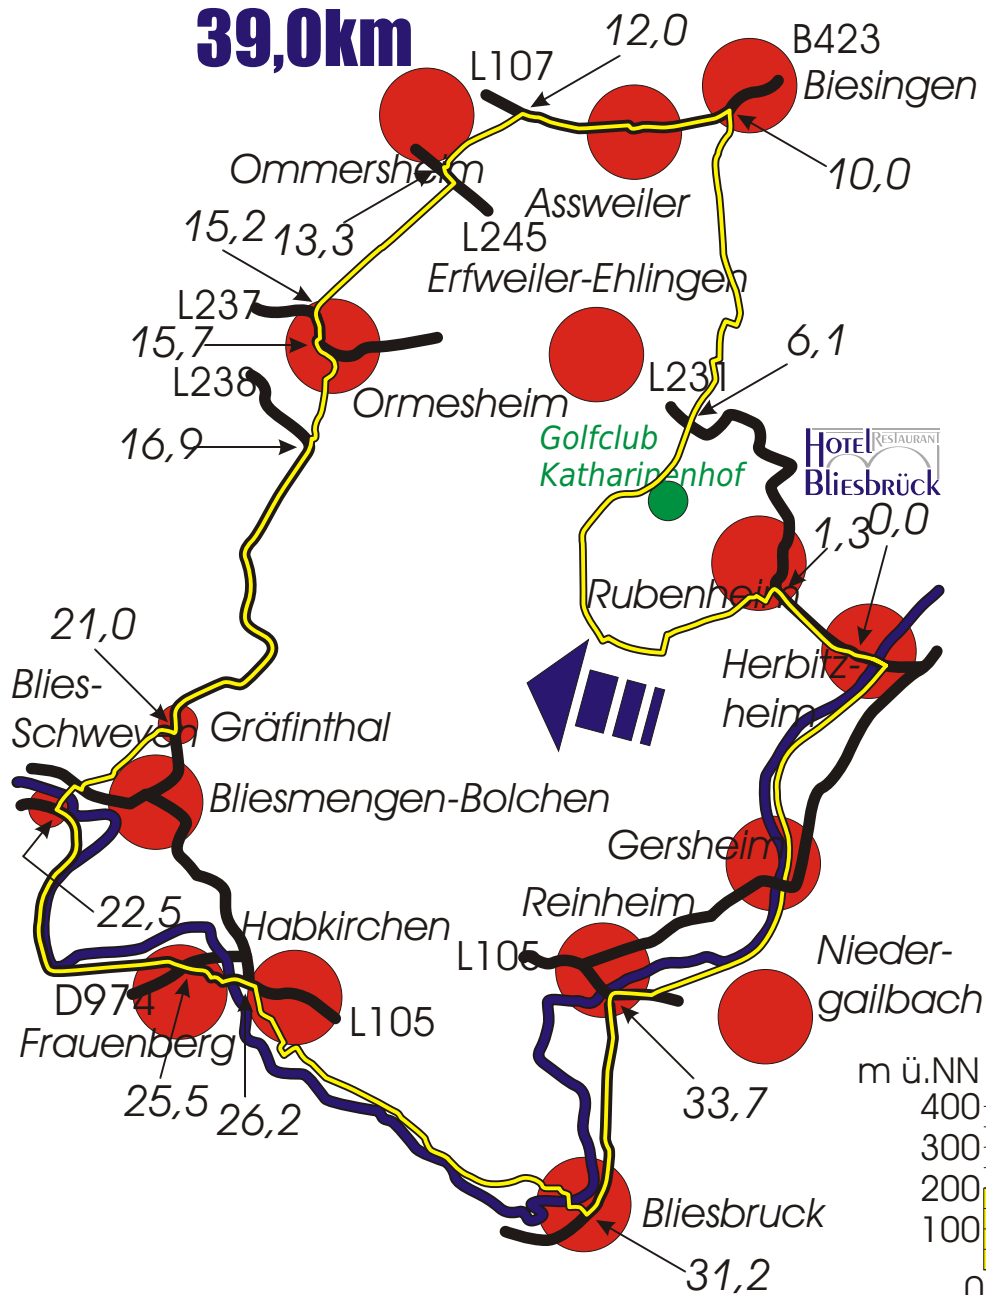 39,0km
12,0
B423
L107
Biesingen
Ommersheim
10,0
Assweiler
15,2
13,3
L245
Erfweiler-Ehlingen
L237
15,7
6,1
L238
L231
Ormesheim
16,9
Golfclub
Katharinenhof
HOTEL RESTAURANT
BLIESBRÜCK
1,3
0,0
Rubenheim
21,0
Herbitz-
heim
Blies-
Schweyen
Gräfinthal
Bliesmengen-Bolchen
Gersheim
Reinheim
22,5
Habkirchen
L105
Nieder-
gailbach
D974
L105
Frauenberg
m ü.NN
25,5
26,2
33,7
400
300
200
100
0
Bliesbruck
31,2